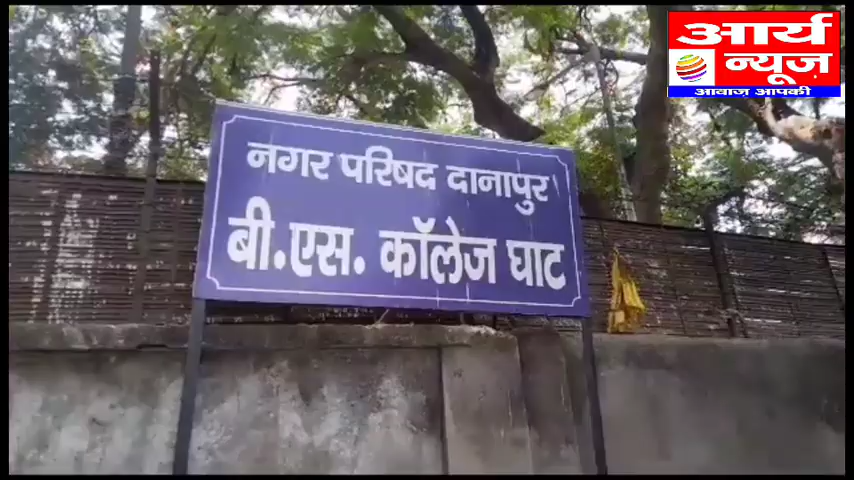 आर्य
न्यूज़
आवाज आपकी
नगर परिषद दानापुर
बी.एस. कॉलेज घाट